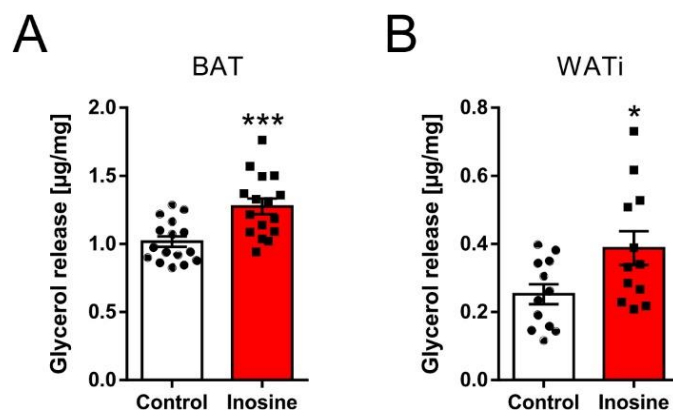 A
BAT
Glycerol release [µg/mg]
2.0
1.5
1.0
0.5
0.0
***
Control
Inosine
B
WATi
Glycerol release [µg/mg]
0.8
0.6
0.4
0.2
0.0
*
Control
Inosine